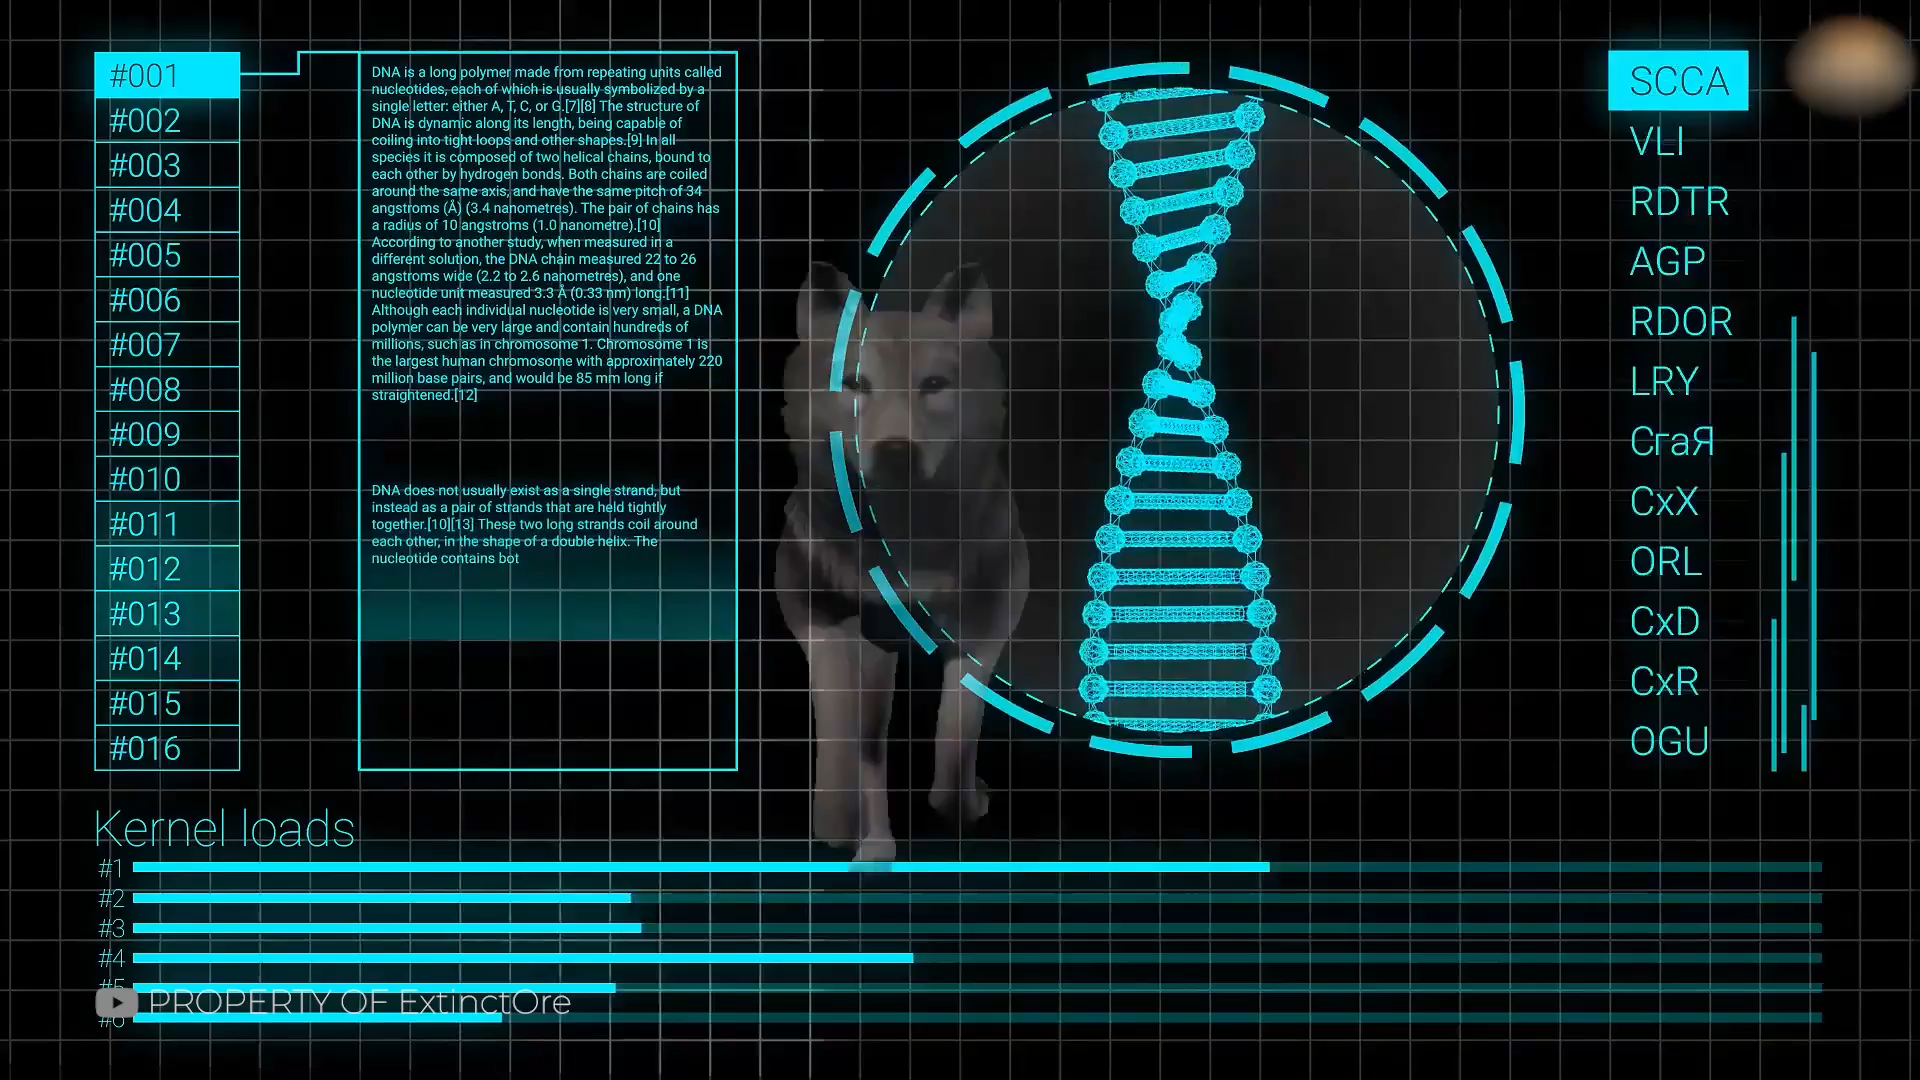 #001
#002
#003
#004
#005
#006
#007
#008
#009
#010
#011
#012
#013
#014
#015
#016
DNA is a long polymer made from repeating units called
nucleotides, each of which is usually symbolized by a
single letter: either A, T, C, or G.[7][8] The structure of
DNA is dynamic along its length, being capable of
coiling into tight loops and other shapes.[9] In all
species it is composed of two helical chains, bound to
each other by hydrogen bonds. Both chains are coiled
around the same axis, and have the same pitch of 34
angstroms (Å) (3.4 nanometres). The pair of chains has
a radius of 10 angstroms (1.0 nanometre).[10]
According to another study, when measured in a
different solution, the DNA chain measured 22 to 26
angstroms wide (2.2 to 2.6 nanometres), and one
nucleotide unit measured 3.3 Å (0.33 nm) long.[11]
Although each individual nucleotide is very small, a DNA
polymer can be very large and contain hundreds of
millions, such as in chromosome 1. Chromosome 1 is
the largest human chromosome with approximately 220
million base pairs, and would be 85 mm long if
straightened.[12]
DNA does not usually exist as a single strand, but
instead as a pair of strands that are held tightly
together.[10][13] These two long strands coil around
each other, in the shape of a double helix. The
nucleotide contains bot
SCCA
VLI
RDTR
AGP
RDOR
LRY
CraЯ
CxX
ORL
CxD
CxR
OGU
Kernel loads
#1
#2
#3
#4
#5
#6
PROPERTY OF ExtinctOre